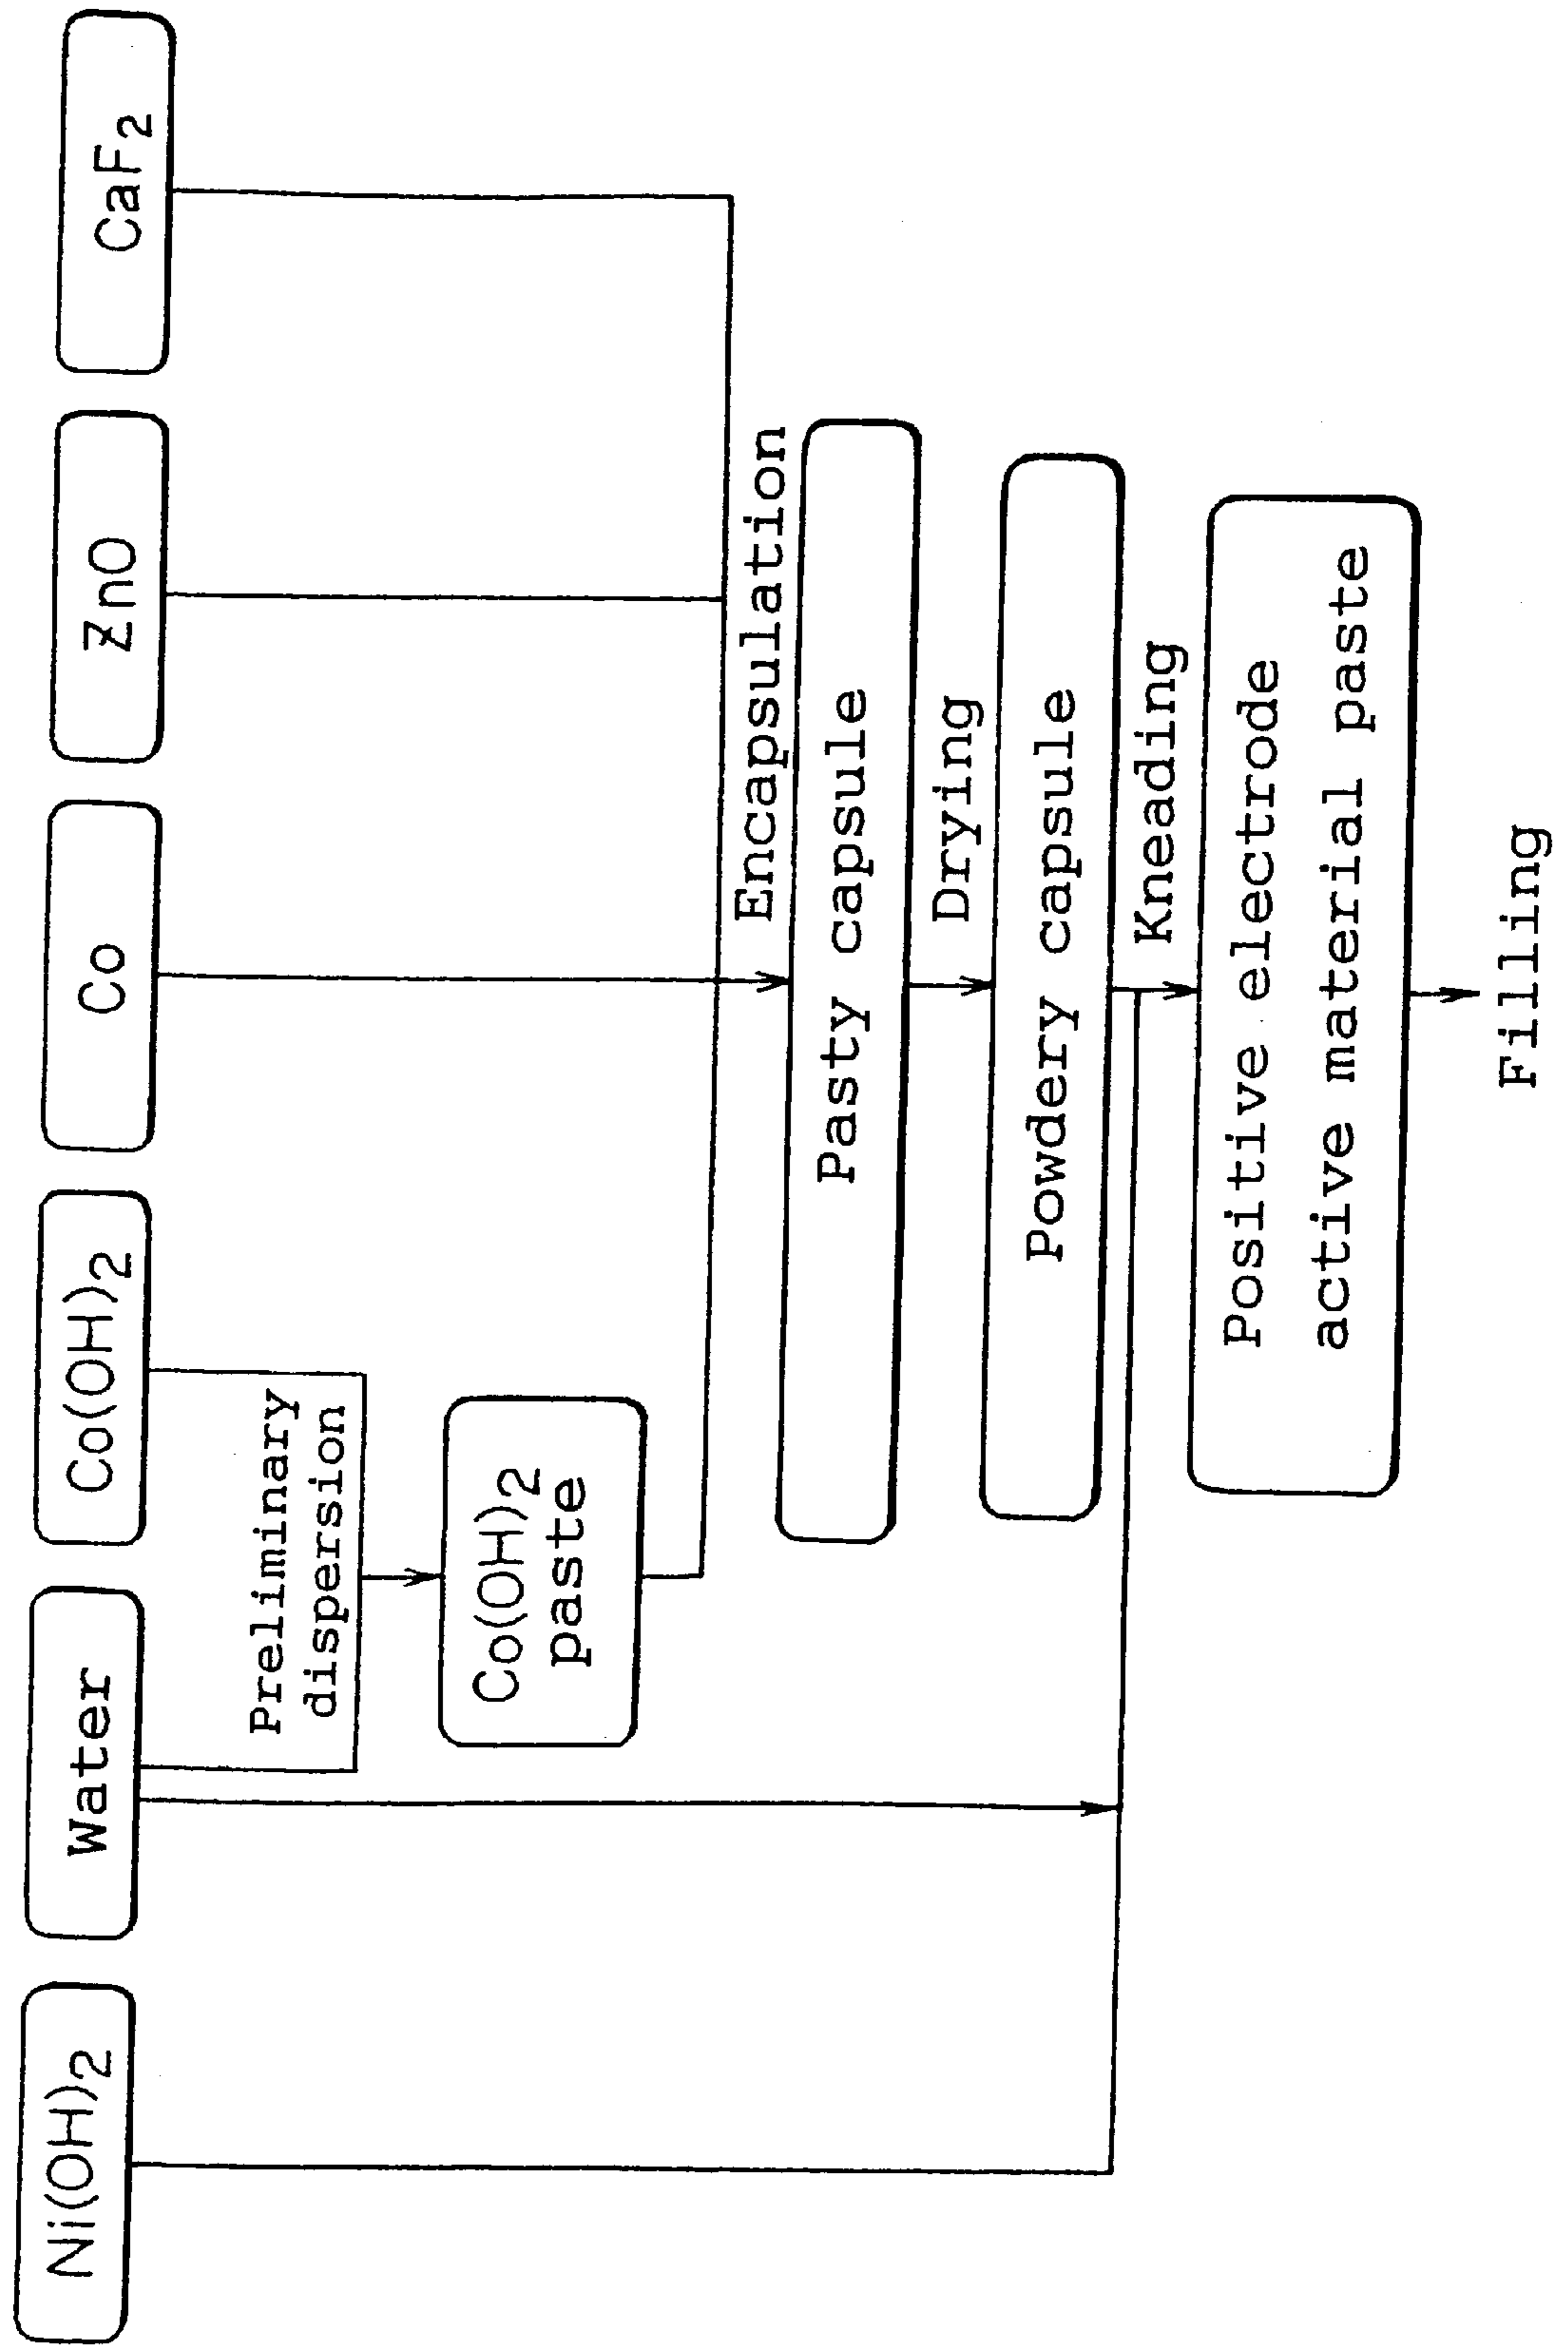 Ni(OH)2
Water
Co(OH)2
Co
ZnO
CaF2
Preliminary
dispersion
Co(OH)2
paste
Encapsulation
Pasty capsule
Drying
Powdery capsule
Kneading
Positive electrode
active material paste
Filling